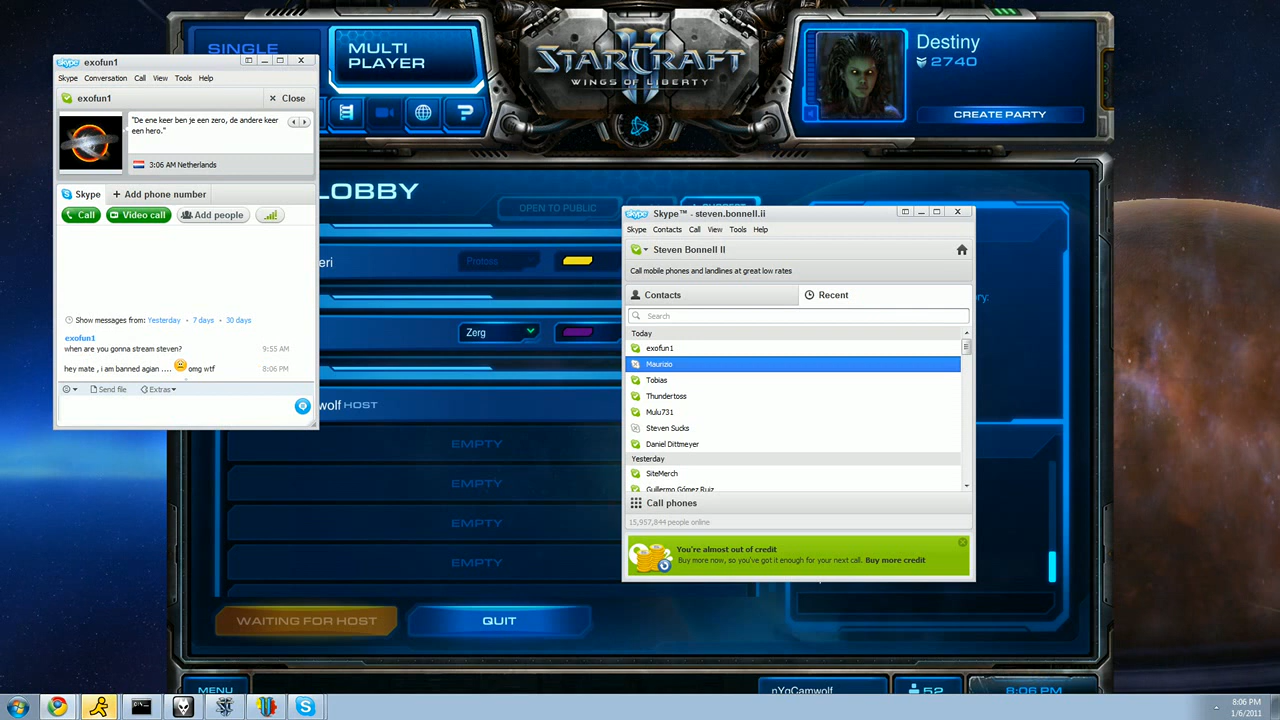 SINGLE
MULTI
PLAYER
STARCRAFT
II
WINGS OF LIBERTY
Destiny
2740
CREATE PARTY
?
skype
exofun1
Skype Conversation Call View Tools Help
exofun1
× Close
"De ene keer ben je een zero, de andere keer
een hero."
3:06 AM Netherlands
Skype
+ Add phone number
Call
Video call
Add people
Show messages from: Yesterday • 7 days • 30 days
exofun1
when are you gonna stream steven? 9:55 AM
hey mate , i am banned agian .... omg wtf 8:06 PM
Send file
Extras
LOBBY
OPEN TO PUBLIC
eri
Protoss
Zerg
wolf HOST
EMPTY
EMPTY
EMPTY
EMPTY
WAITING FOR HOST
QUIT
skype
Skype™ - steven.bonnell.ii
Skype Contacts Call View Tools Help
Steven Bonnell II
Call mobile phones and landlines at great low rates
Contacts
Recent
Search
Today
exofun1
Maurizio
Tobias
Thundertoss
Mulu731
Steven Sucks
Daniel Dittmeyer
Yesterday
SiteMerch
Guillermo Gómez Ruiz
Call phones
15,957,844 people online
You're almost out of credit
Buy more now, so you've got it enough for your next call. Buy more credit
ry:
MENU
nYgCamwolf
52
8:06 PM
8:06 PM
1/6/2011